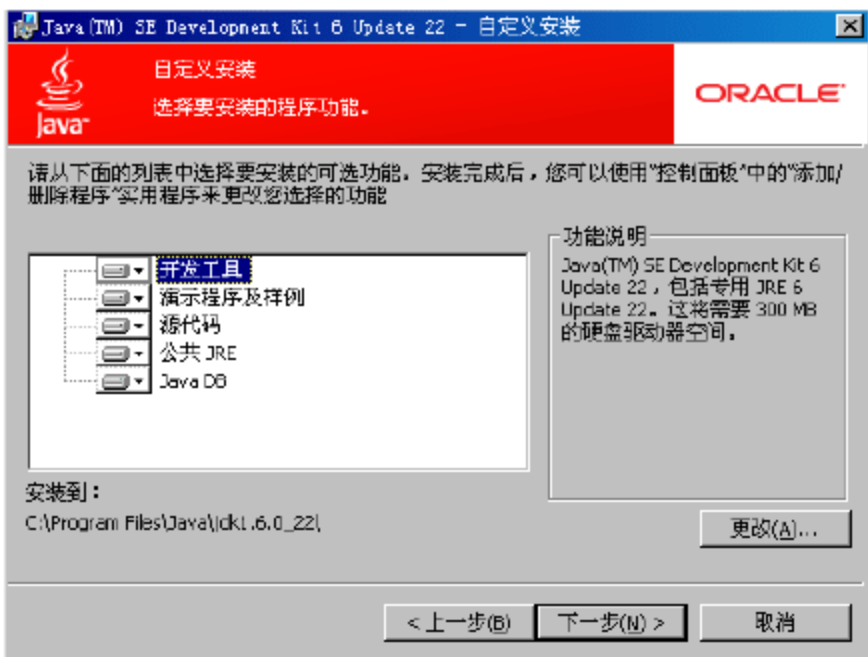 Java(TM) SE Development Kit 6 Update 22 - 自定义安装
自定义安装
选择要安装的程序功能。
Java™
ORACLE®
请从下面的列表中选择要安装的可选功能。安装完成后，您可以使用"控制面板"中的"添加/
删除程序"实用程序来更改您选择的功能
功能说明
开发工具
演示程序及样例
源代码
公共 JRE
Java DB
Java(TM) SE Development Kit 6
Update 22，包括专用 JRE 6
Update 22。这将需要 300 MB
的硬盘驱动器空间。
安装到：
C:\Program Files\Java\jdk1.6.0_22\
更改(A)...
<上一步(B)
下一步(N) >
取消